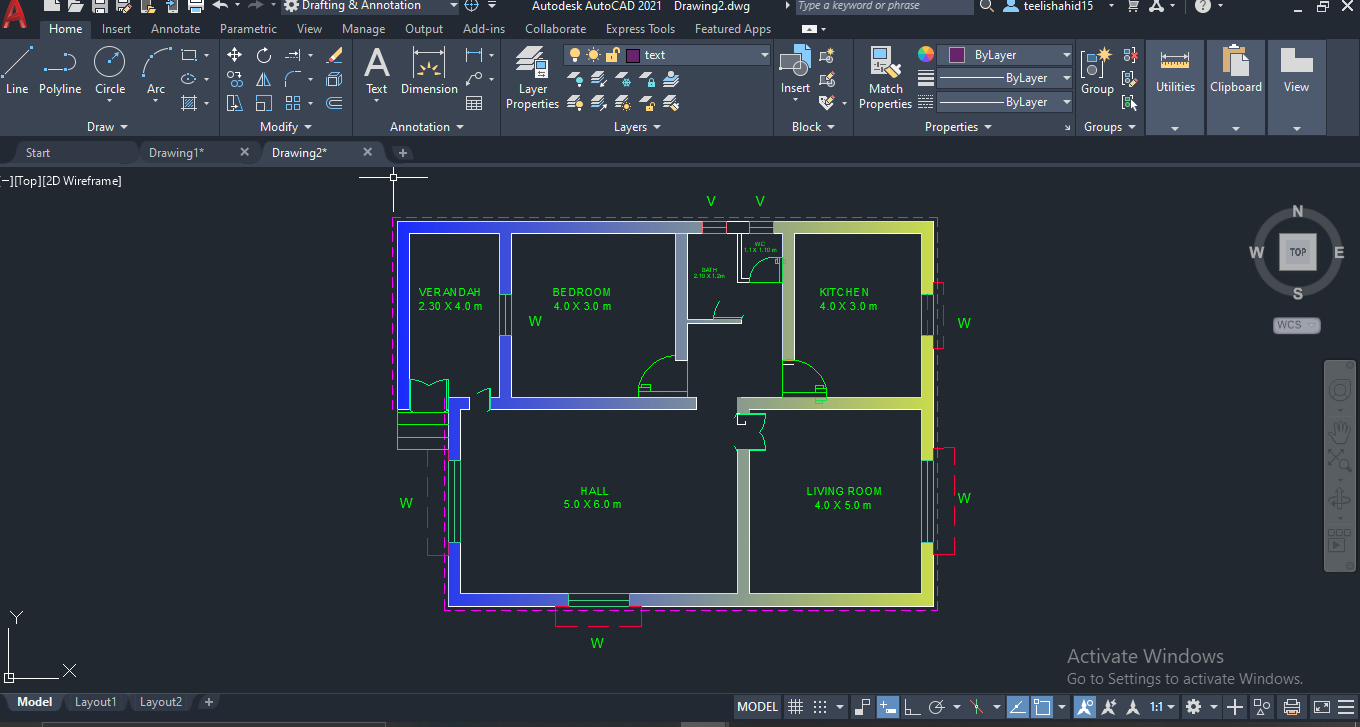 Drafting & Annotation
Autodesk AutoCAD 2021 Drawing2.dwg
Type a keyword or phrase
teelishahid15
Home Insert Annotate Parametric View Manage Output Add-ins Collaborate Express Tools Featured Apps
text
ByLayer
Line Polyline Circle Arc
Text Dimension
Layer Properties
Insert
Match Properties
ByLayer
ByLayer
Group
Utilities Clipboard View
Draw Modify Annotation Layers Block Properties Groups
Start Drawing1* Drawing2*
[–][Top][2D Wireframe]
V V
N
W TOP E
S
WCS
WC
1.1X 1.10 m
BATH
2.10 X 1.2m
VERANDAH
2.30 X 4.0 m
BEDROOM
4.0 X 3.0 m
KITCHEN
4.0 X 3.0 m
W
W
HALL
5.0 X 6.0 m
LIVING ROOM
4.0 X 5.0 m
W
W
W
Y
X
Activate Windows
Go to Settings to activate Windows.
Model Layout1 Layout2
MODEL
1:1